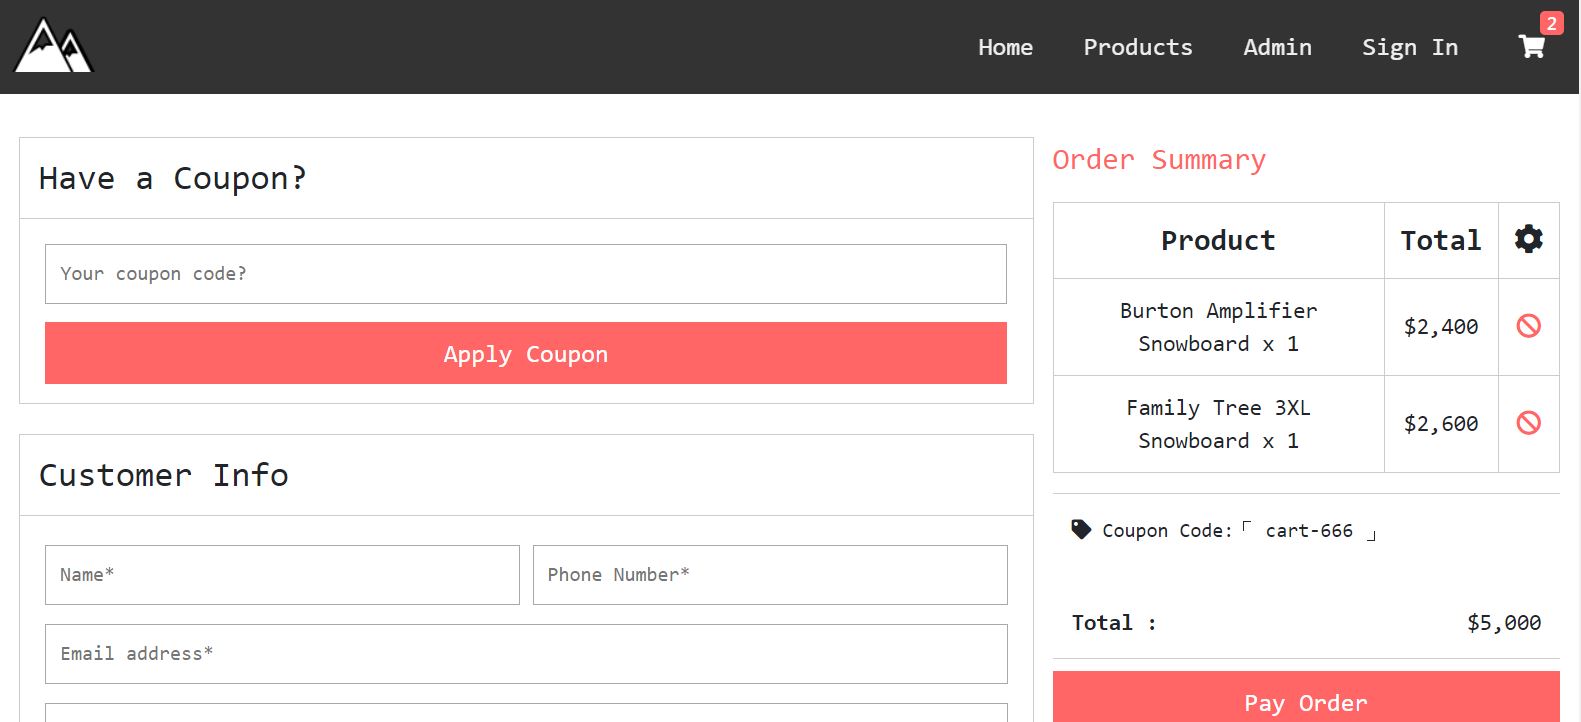 Home Products Admin Sign In 2
Have a Coupon?
Your coupon code?
Apply Coupon
Customer Info
Name* Phone Number*
Email address*
Order Summary
Product Total
Burton Amplifier
Snowboard x 1 $2,400
Family Tree 3XL
Snowboard x 1 $2,600
Coupon Code:「 cart-666 」
Total : $5,000
Pay Order